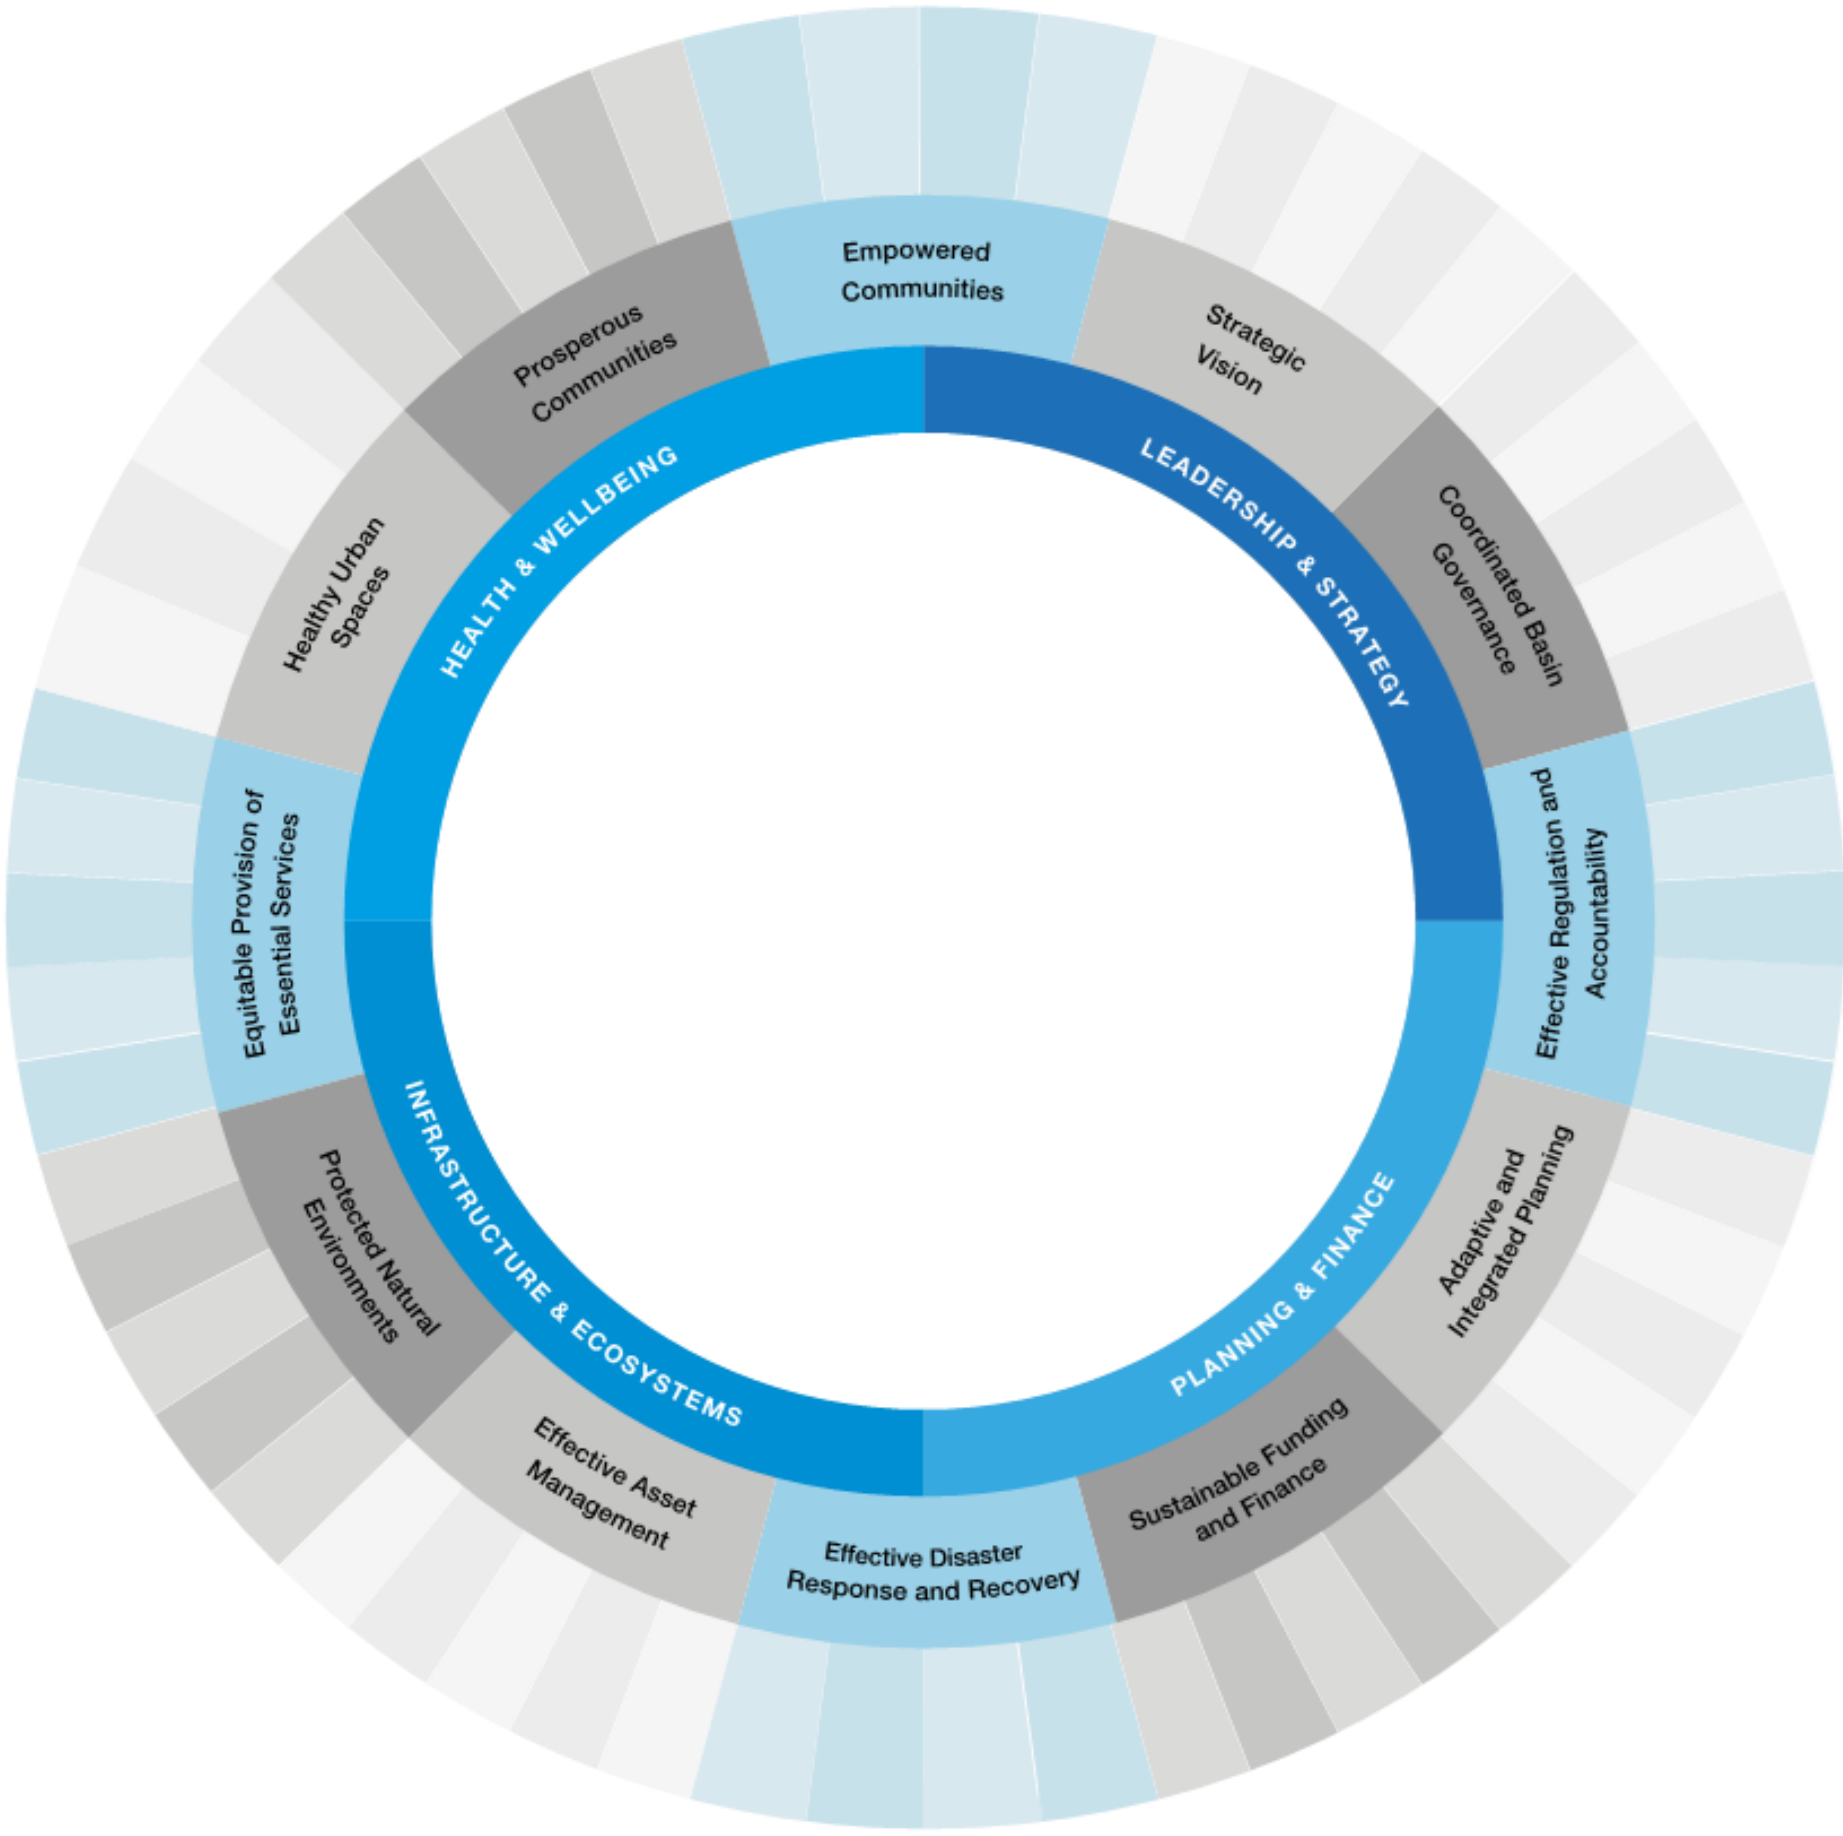 Empowered
Communities
Strategic
Vision
Coordinated Basin
Governance
Effective Regulation and
Accountability
Adaptive and
Integrated Planning
Sustainable Funding
and Finance
Effective Disaster
Response and Recovery
Effective Asset
Management
Protected Natural
Environments
Equitable Provision of
Essential Services
Healthy Urban
Spaces
Prosperous
Communities
LEADERSHIP & STRATEGY
PLANNING & FINANCE
INFRASTRUCTURE & ECOSYSTEMS
HEALTH & WELLBEING